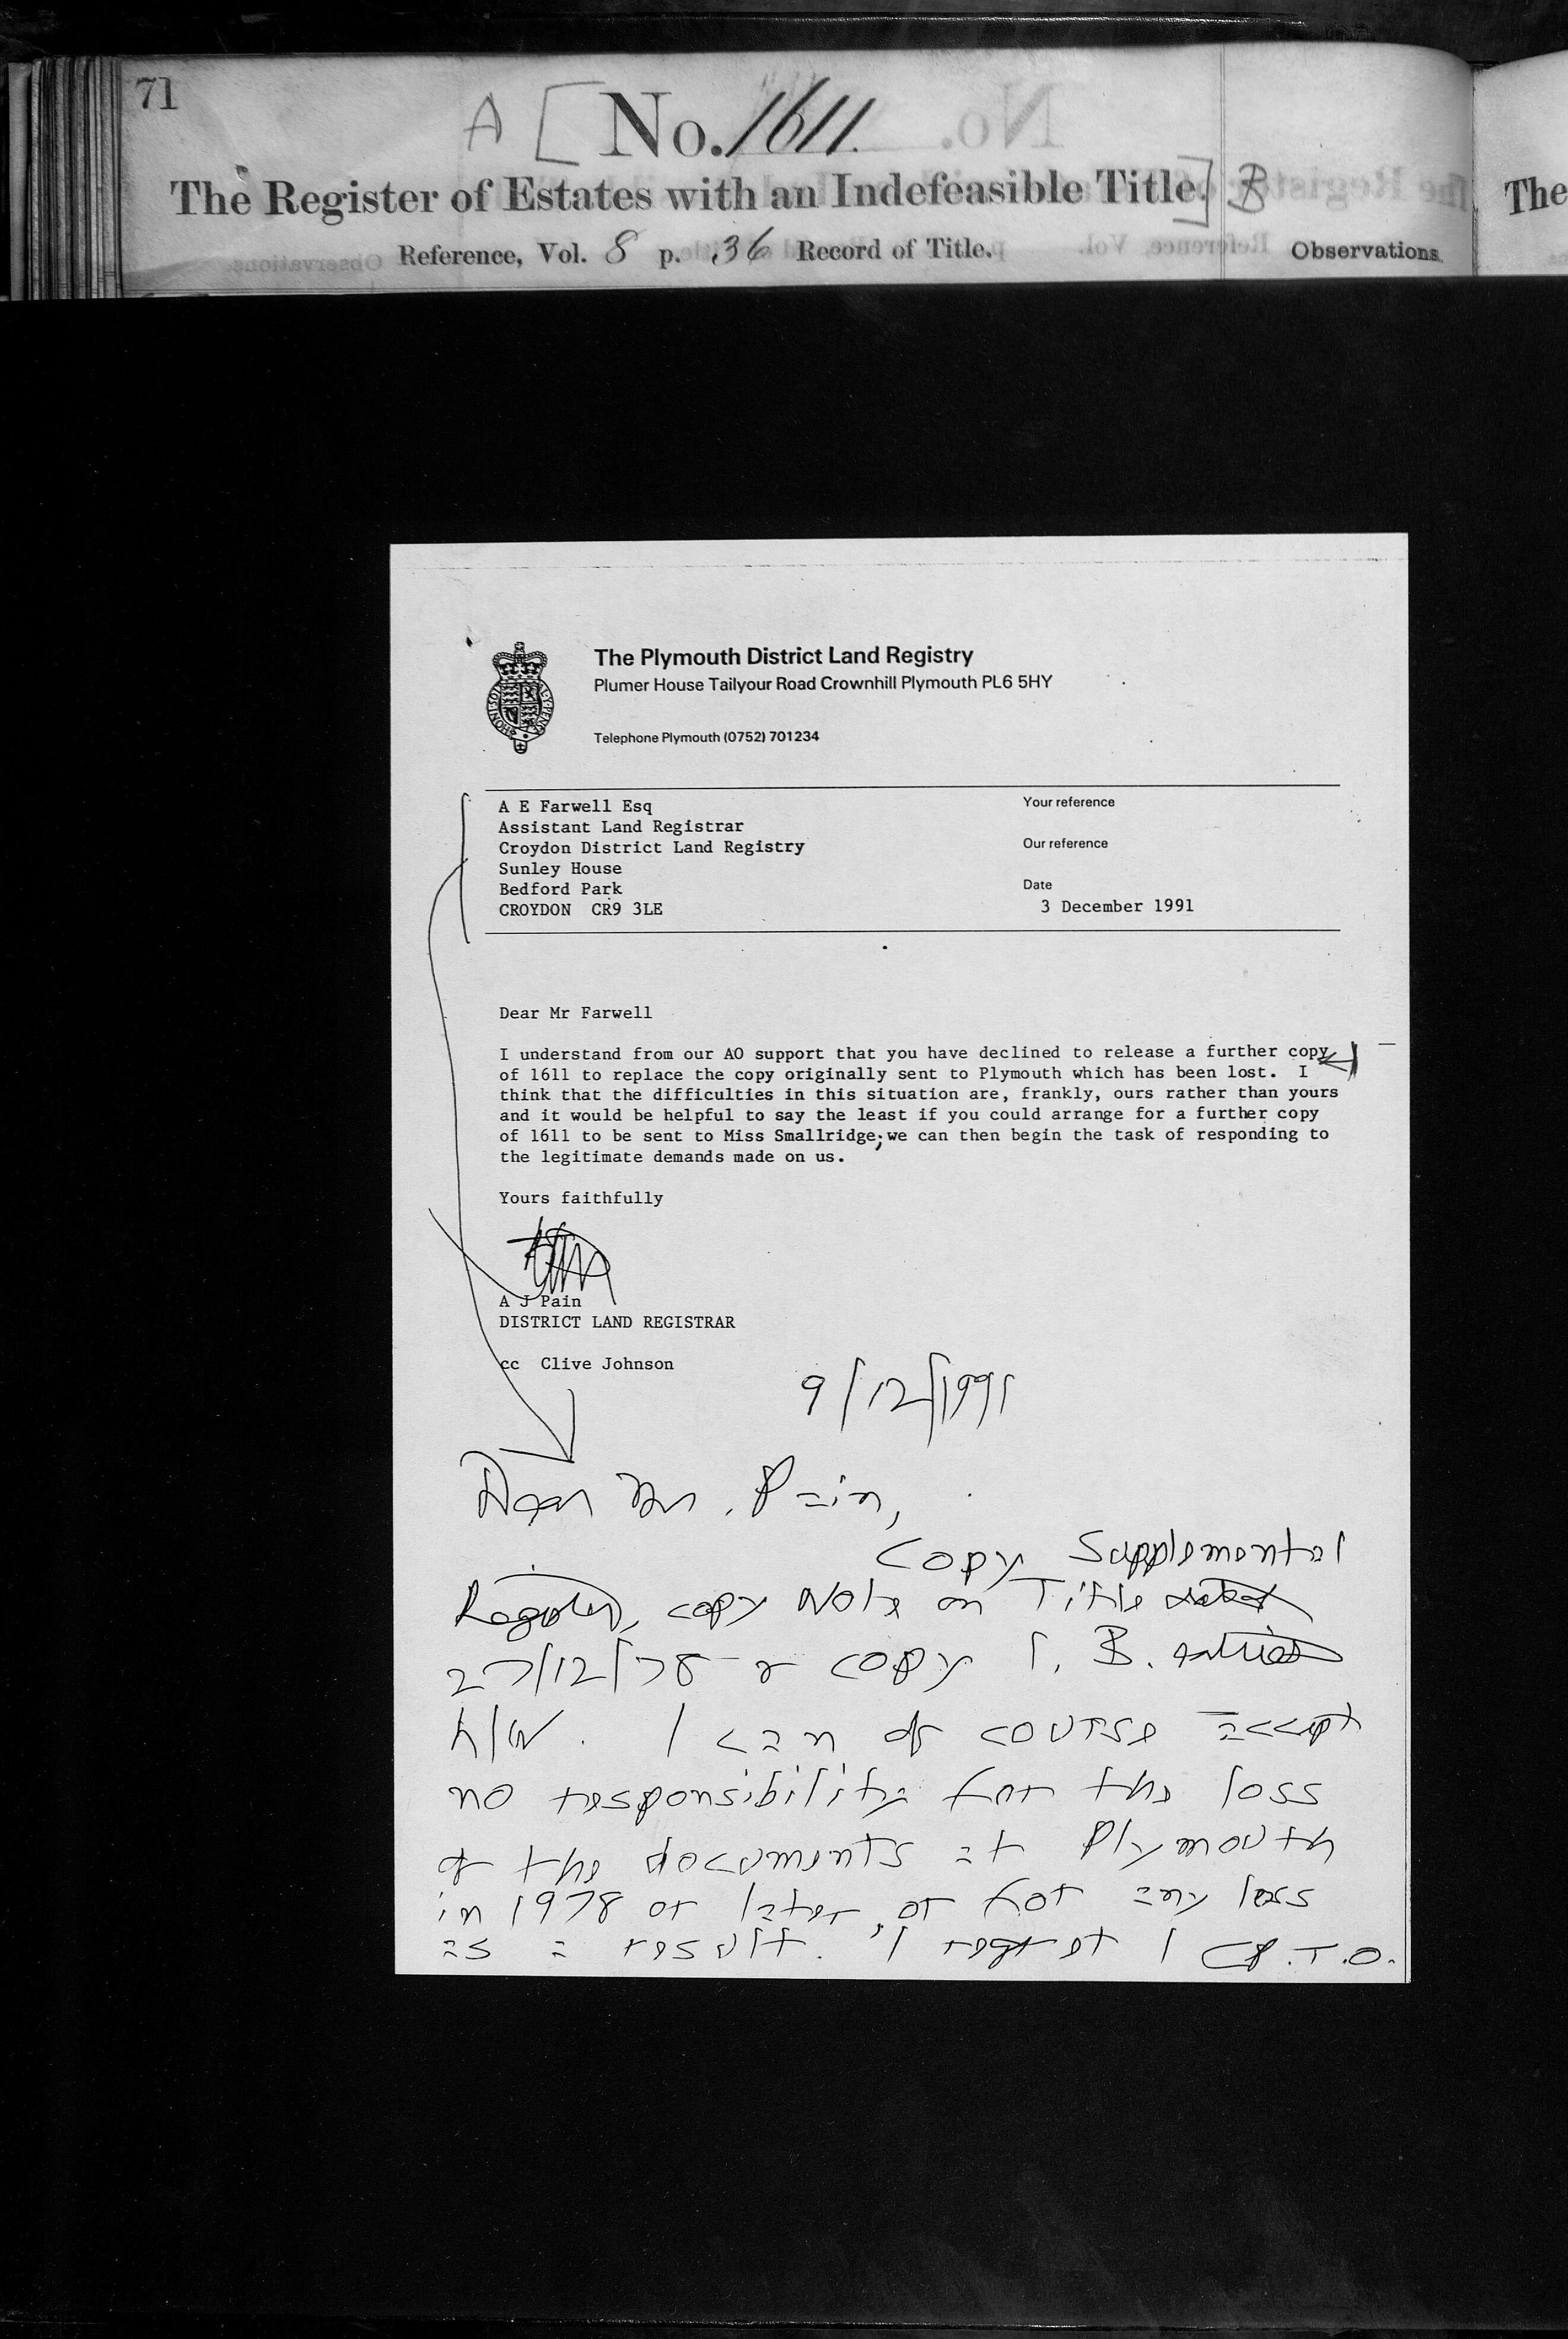 71
A [ No. 1611.
The Register of Estates with an Indefeasible Title. ] B
The
Reference, Vol. 8 p. 36 Record of Title.
Observations
The Plymouth District Land Registry
Plumer House Tailyour Road Crownhill Plymouth PL6 5HY
Telephone Plymouth (0752) 701234
A E Farwell Esq
Assistant Land Registrar
Croydon District Land Registry
Sunley House
Bedford Park
CROYDON CR9 3LE
Your reference
Our reference
Date
3 December 1991
Dear Mr Farwell
I understand from our AO support that you have declined to release a further copy
of 1611 to replace the copy originally sent to Plymouth which has been lost. I
think that the difficulties in this situation are, frankly, ours rather than yours
and it would be helpful to say the least if you could arrange for a further copy
of 1611 to be sent to Miss Smallridge; we can then begin the task of responding to
the legitimate demands made on us.
Yours faithfully
A J Pain
DISTRICT LAND REGISTRAR
cc Clive Johnson
9/12/1991
Dear Mr. Pain,
Copy Supplemental
Register, copy Note on Title dated
27/12/78 & copy I. B. entries
h/w. I can of course accept
no responsibility for the loss
of the documents at Plymouth
in 1978 or later, or for any loss
as a result. I regret I (P.T.O.